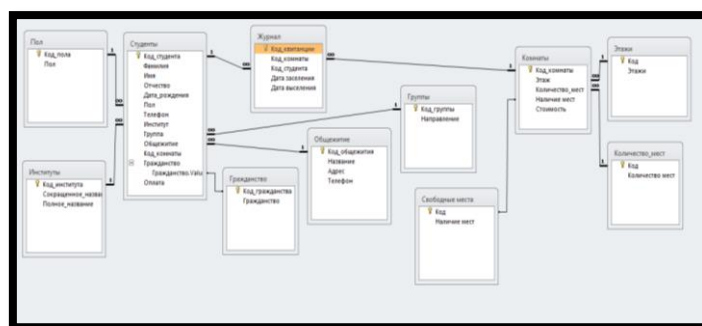 Пол
Код_пола
Пол
Студенты
Код_студента
Фамилия
Имя
Отчество
Дата_рождения
Пол
Телефон
Институт
Группа
Общежитие
Код_комнаты
Гражданство
Гражданство.Valu
Оплата
Журнал
Код_квитанции
Код_комнаты
Код_студента
Дата заселения
Дата выселения
Комнаты
Код_комнаты
Этаж
Количество_мест
Наличие мест
Стоимость
Этажи
Код
Этажи
Группы
Код_группы
Направление
Общежитие
Код_общежития
Название
Адрес
Телефон
Институты
Код_института
Сокращенное_назван
Полное_название
Гражданство
Код_гражданства
Гражданство
Свободные места
Код
Наличие мест
Количество_мест
Код
Количество мест